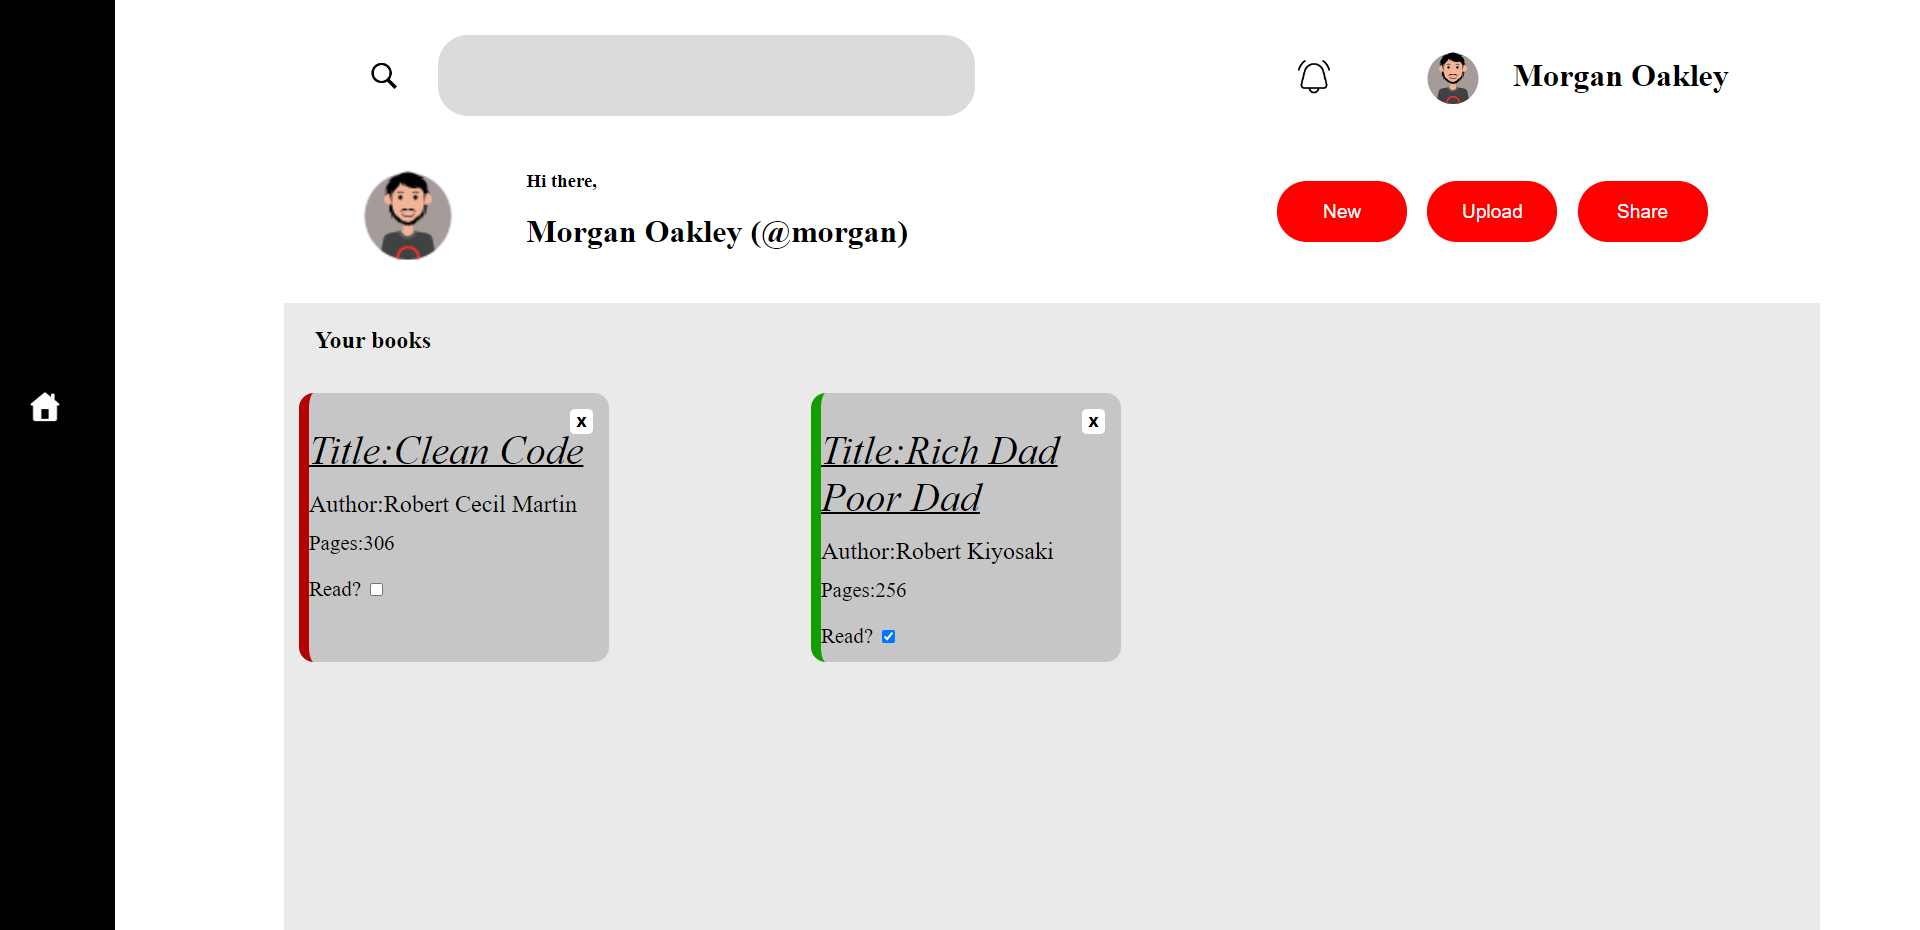 Morgan Oakley
Hi there,
Morgan Oakley (@morgan)
New
Upload
Share
Your books
x
Title:Clean Code
Author:Robert Cecil Martin
Pages:306
Read?
x
Title:Rich Dad
Poor Dad
Author:Robert Kiyosaki
Pages:256
Read?